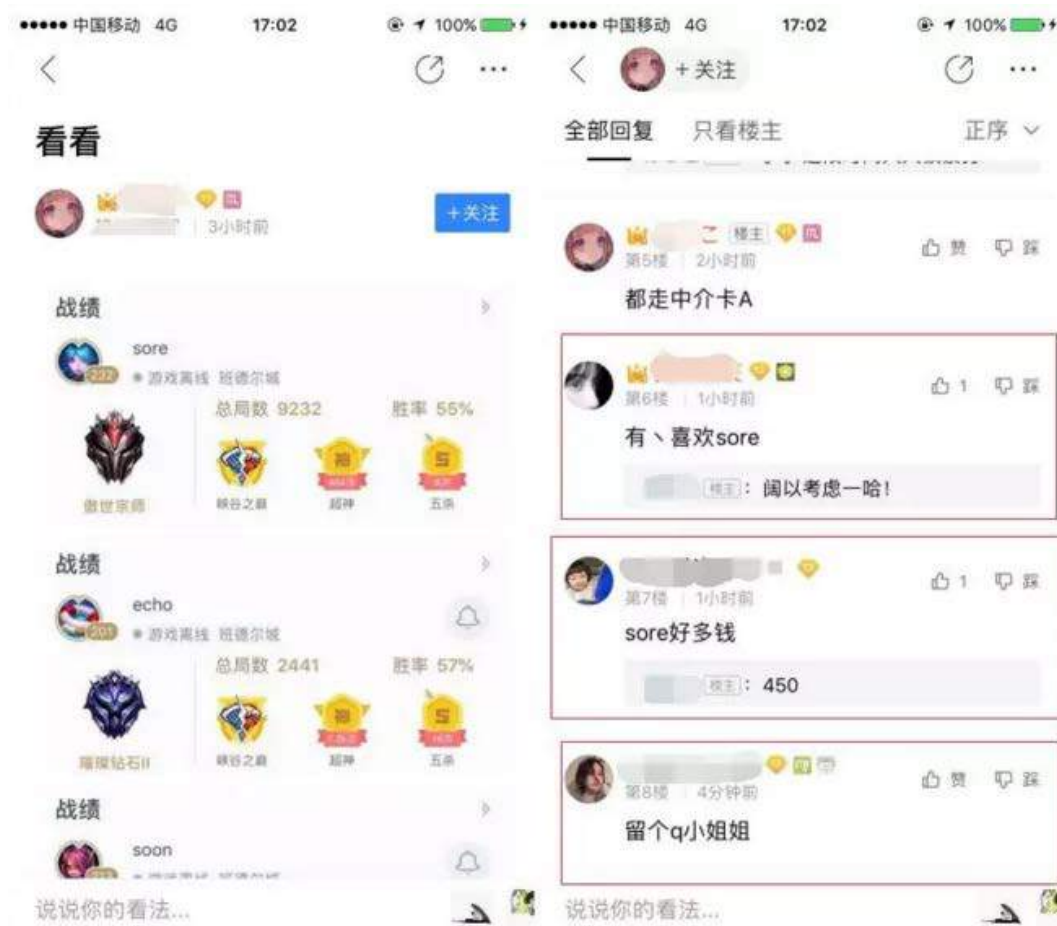 中国移动 4G 17:02 100%
看看
3小时前
+关注
战绩
sore
232
游戏离线 班德尔城
总局数 9232 胜率 55%
傲世宗师
峡谷之巅 超神 五杀
战绩
echo
201
游戏离线 班德尔城
总局数 2441 胜率 57%
璀璨钻石II
峡谷之巅 超神 五杀
战绩
soon
说说你的看法...
中国移动 4G 17:02 100%
+关注
全部回复 只看楼主 正序
楼主
第5楼 2小时前
赞 踩
都走中介卡A
第6楼 1小时前
1 踩
有丶喜欢sore
楼主：阔以考虑一哈！
第7楼 1小时前
1 踩
sore好多钱
楼主：450
第8楼 4分钟前
赞 踩
留个q小姐姐
说说你的看法...